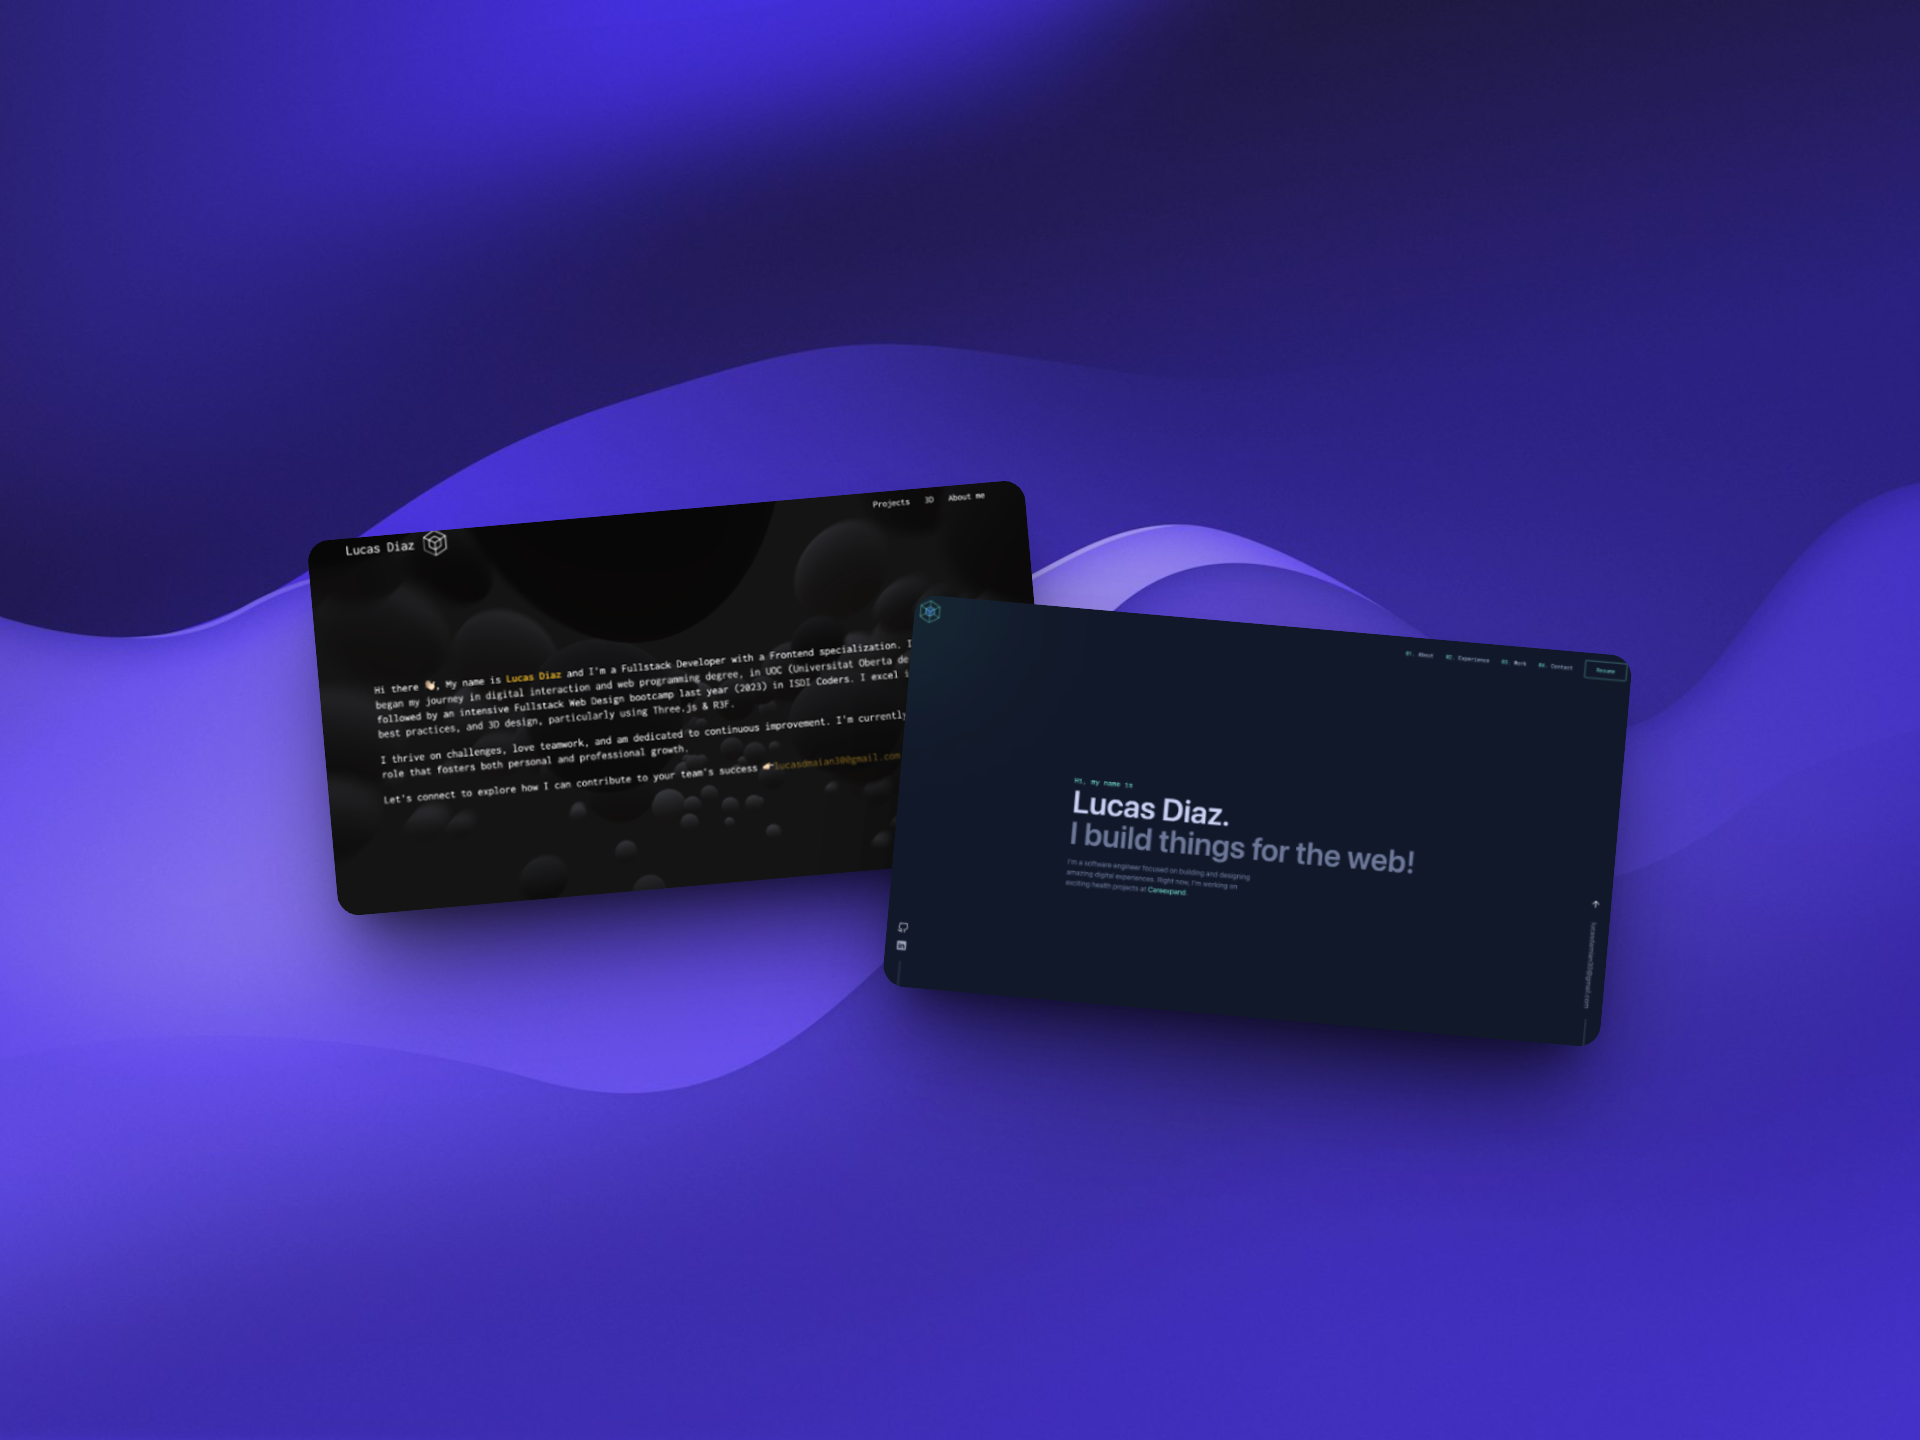 Lucas Diaz
Projects 3D About me
Hi there 👋🏻, My name is Lucas Diaz and I'm a Fullstack Developer with a Frontend specialization. I
began my journey in digital interaction and web programming degree, in UOC (Universitat Oberta de
followed by an intensive Fullstack Web Design bootcamp last year (2023) in ISDI Coders. I excel i
best practices, and 3D design, particularly using Three.js & R3F.
I thrive on challenges, love teamwork, and am dedicated to continuous improvement. I'm currently
role that fosters both personal and professional growth.
Let's connect to explore how I can contribute to your team's success 👉🏻lucasdmaian30@gmail.com
01. About 02. Experience 03. Work 04. Contact Resume
Hi, my name is
Lucas Diaz.
I build things for the web!
I'm a software engineer focused on building and designing
amazing digital experiences. Right now, I'm working on
exciting health projects at Careexpand.
lucasdmaian30@gmail.com